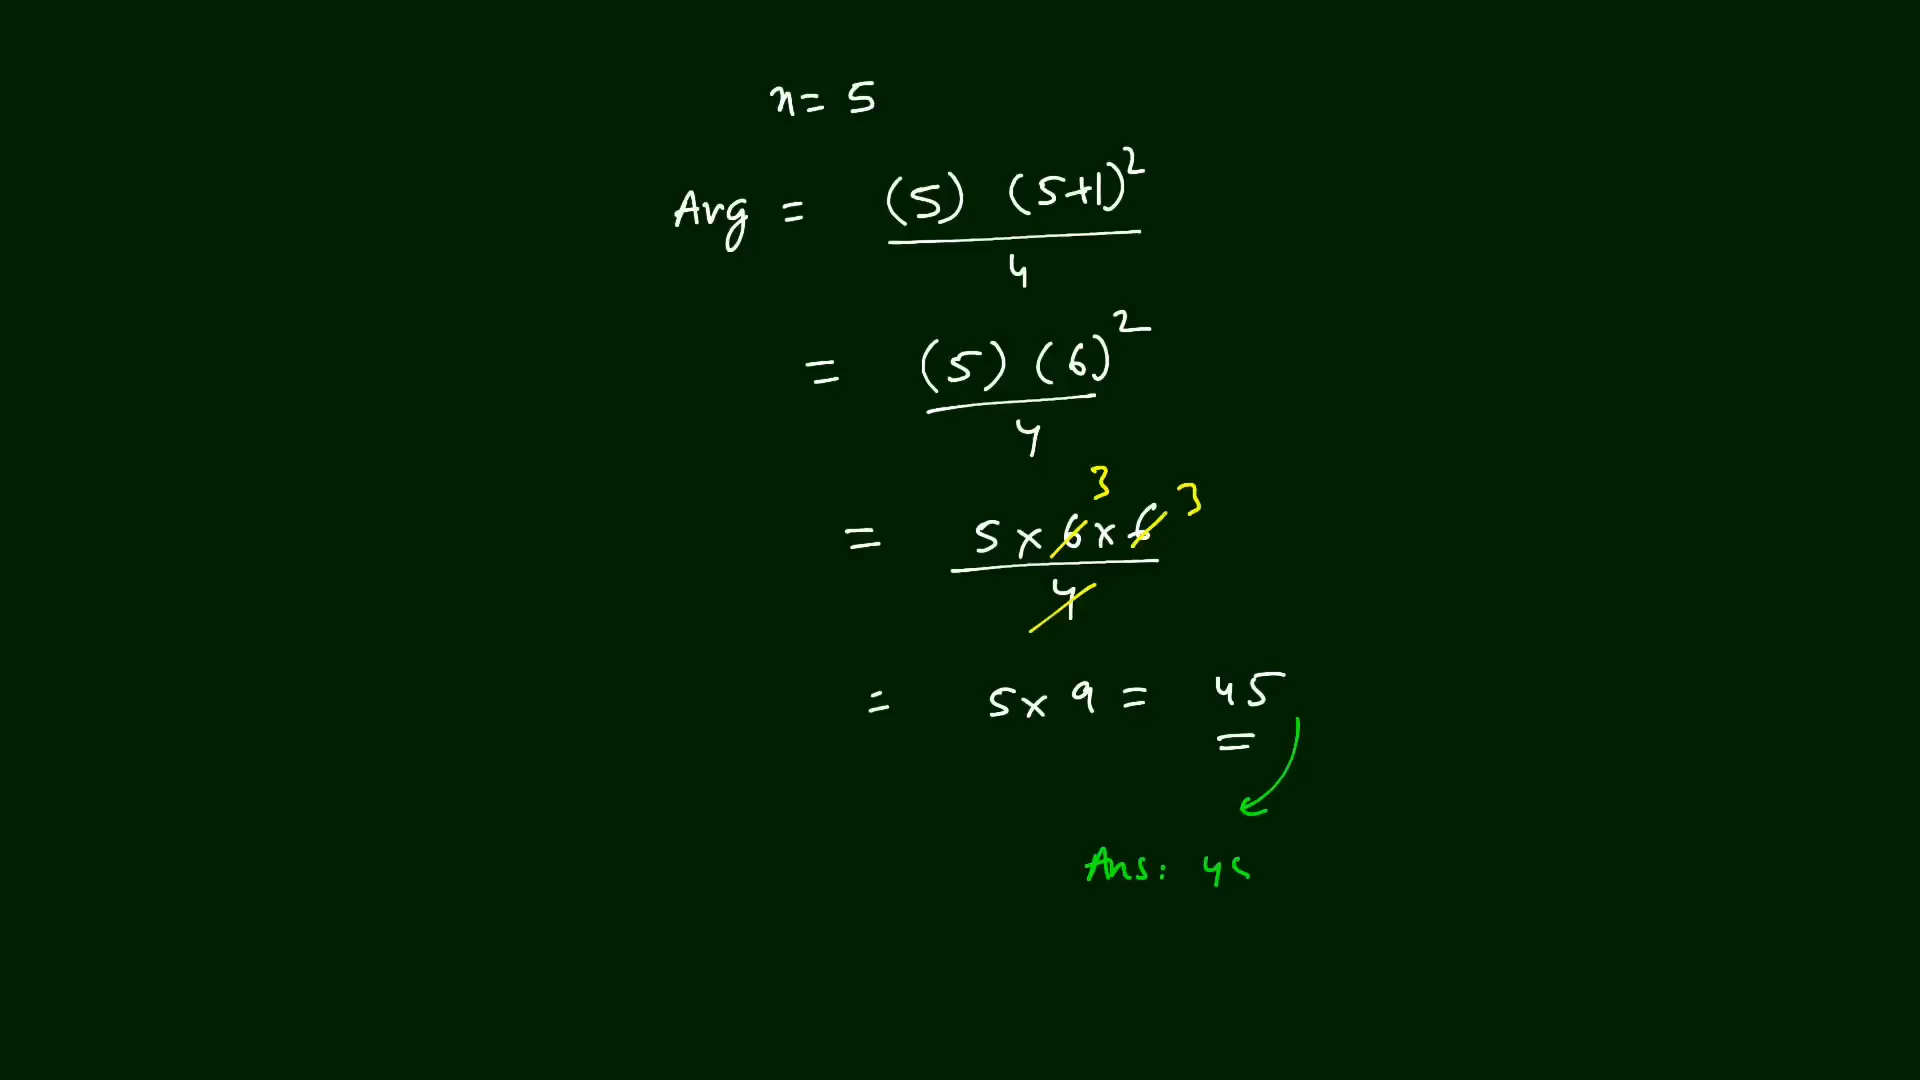 n = 5
Avg = (5) (5+1)² / 4
= (5) (6)² / 4
= 5 × 6 × 6 / 4 3 3
= 5 × 9 = 45
Ans: 45